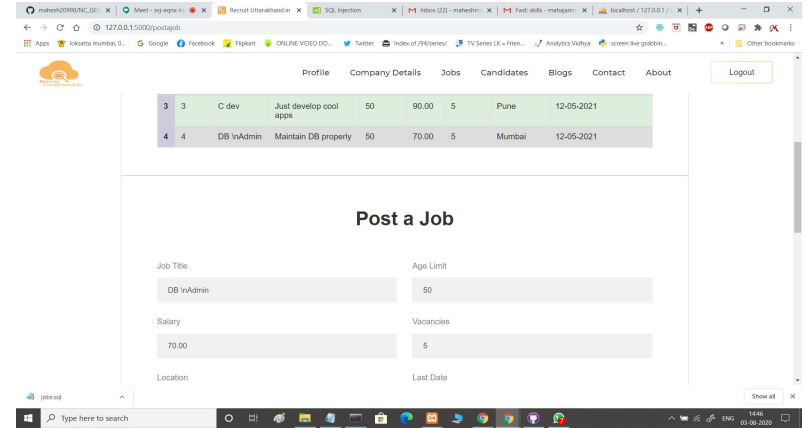 mahesh20998/NC_GE
Meet - nqi-eqnx-
Recruit Uttarakhand.in
SQL Injection
Inbox (22) - maheshm
Fwd: skills - mahajanm
localhost / 127.0.0.1 /
127.0.0.1:5000/postajob
Apps
loksatta mumbai, 0...
Google
Facebook
Flipkart
ONLINE VIDEO DO...
Twitter
Index of /94/series/
TV Series LK » Frien...
Analytics Vidhya
screen live grabbin...
»
Other bookmarks
Recruit
Uttarakhand.in
Profile Company Details Jobs Candidates Blogs Contact About Logout
3 3 C dev Just develop cool apps 50 90.00 5 Pune 12-05-2021
4 4 DB \nAdmin Maintain DB properly 50 70.00 5 Mumbai 12-05-2021
Post a Job
Job Title Age Limit
DB \nAdmin 50
Salary Vacancies
70.00 5
Location Last Date
jobs.sql Show all
Type here to search ENG 14:46
03-08-2020